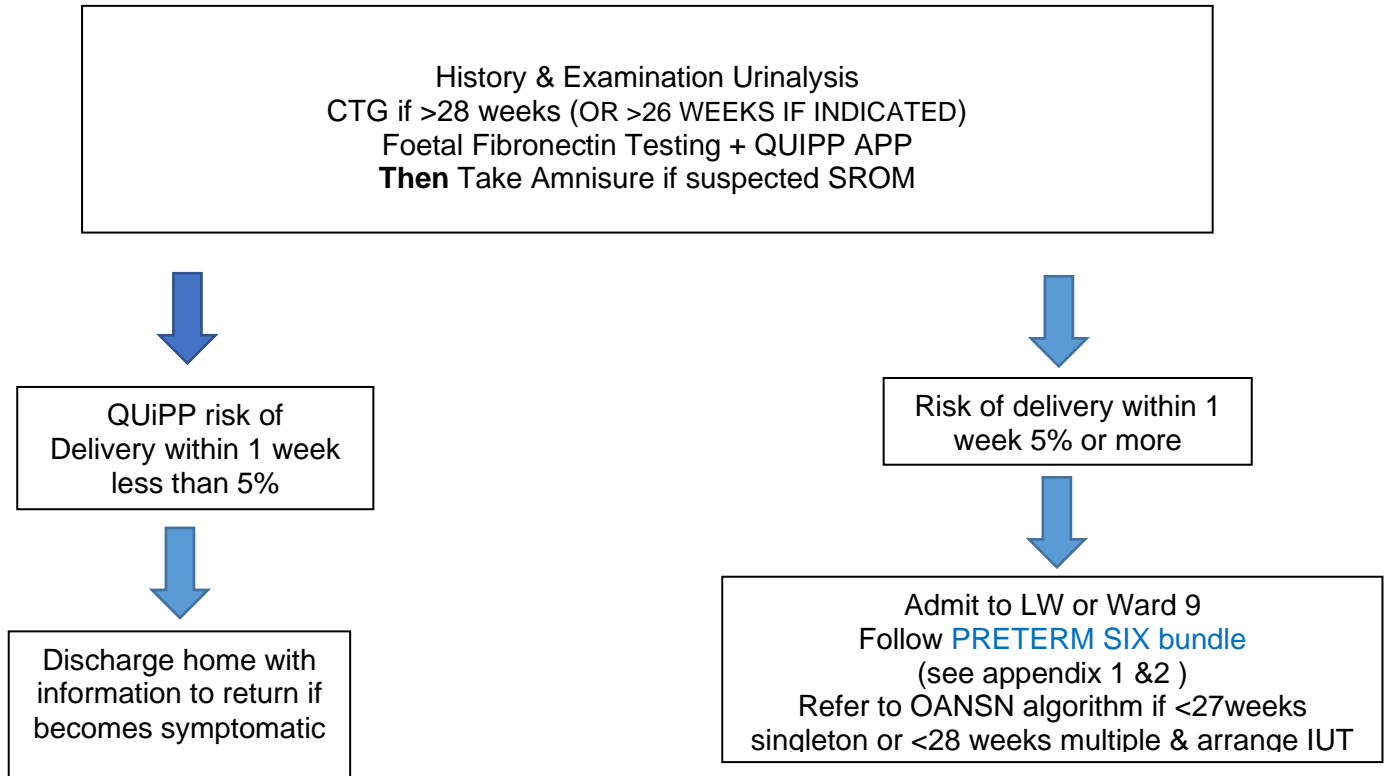 History & Examination Urinalysis
CTG if >28 weeks (OR >26 WEEKS IF INDICATED)
Foetal Fibronectin Testing + QUIPP APP
Then Take Amnisure if suspected SROM
QUiPP risk of
Delivery within 1 week
less than 5%
Risk of delivery within 1
week 5% or more
Discharge home with
information to return if
becomes symptomatic
Admit to LW or Ward 9
Follow PRETERM SIX bundle
(see appendix 1 &2 )
Refer to OANSN algorithm if <27weeks
singleton or <28 weeks multiple & arrange IUT